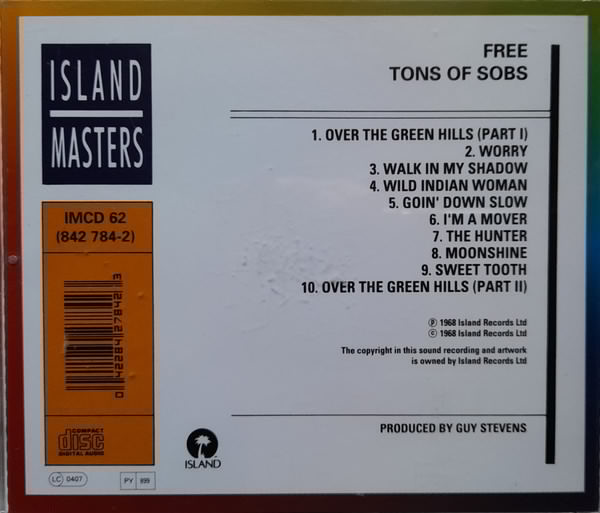 ISLAND
MASTERS
IMCD 62
(842 784-2)
COMPACT
disc
DIGITAL AUDIO
LC 0407
PY 899
ISLAND
FREE
TONS OF SOBS
1. OVER THE GREEN HILLS (PART I)
2. WORRY
3. WALK IN MY SHADOW
4. WILD INDIAN WOMAN
5. GOIN' DOWN SLOW
6. I'M A MOVER
7. THE HUNTER
8. MOONSHINE
9. SWEET TOOTH
10. OVER THE GREEN HILLS (PART II)
Ⓟ 1968 Island Records Ltd
© 1968 Island Records Ltd
The copyright in this sound recording and artwork
is owned by Island Records Ltd
PRODUCED BY GUY STEVENS